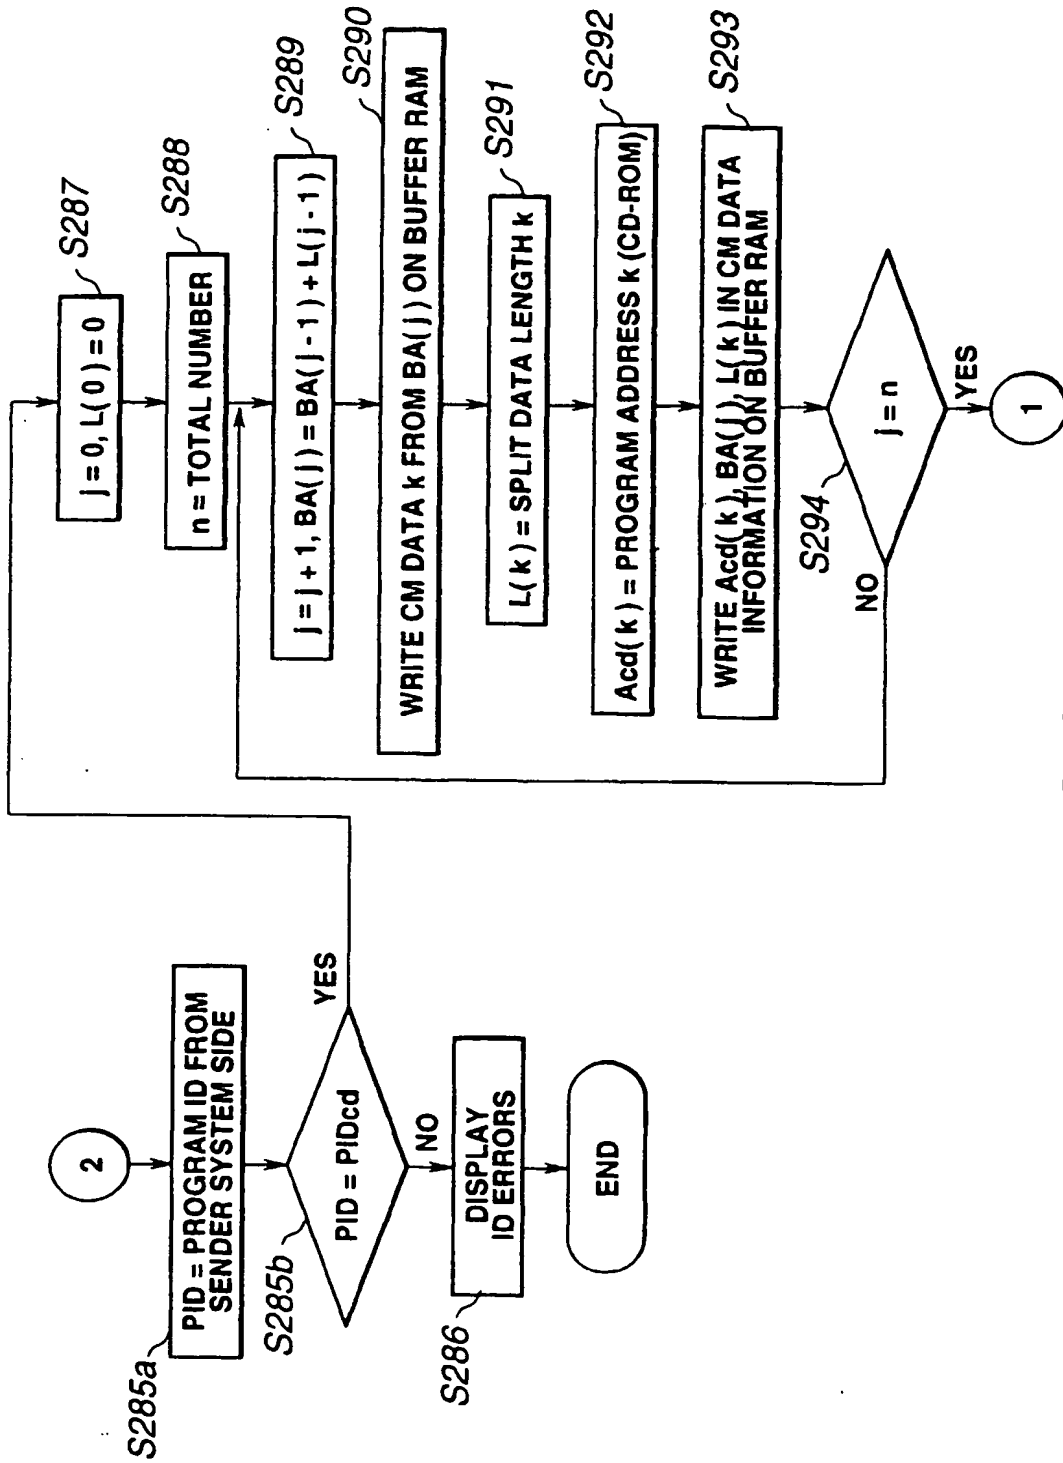 2
S285a
PID = PROGRAM ID FROM
SENDER SYSTEM SIDE
S285b
PID = PIDcd
YES
NO
S286
DISPLAY
ID ERRORS
END
S287
j = 0, L( 0 ) = 0
S288
n = TOTAL NUMBER
S289
j = j + 1, BA( j ) = BA( j - 1 ) + L( j - 1 )
S290
WRITE CM DATA k FROM BA( j ) ON BUFFER RAM
S291
L( k ) = SPLIT DATA LENGTH k
S292
Acd( k ) = PROGRAM ADDRESS k (CD-ROM)
S293
WRITE Acd( k ), BA( j ), L( k ) IN CM DATA
INFORMATION ON BUFFER RAM
S294
j = n
NO
YES
1